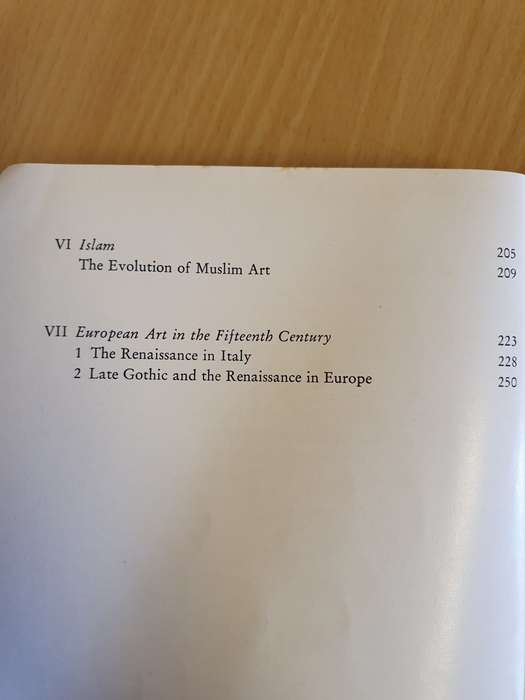 VI Islam 205
The Evolution of Muslim Art 209
VII European Art in the Fifteenth Century 223
1 The Renaissance in Italy 228
2 Late Gothic and the Renaissance in Europe 250